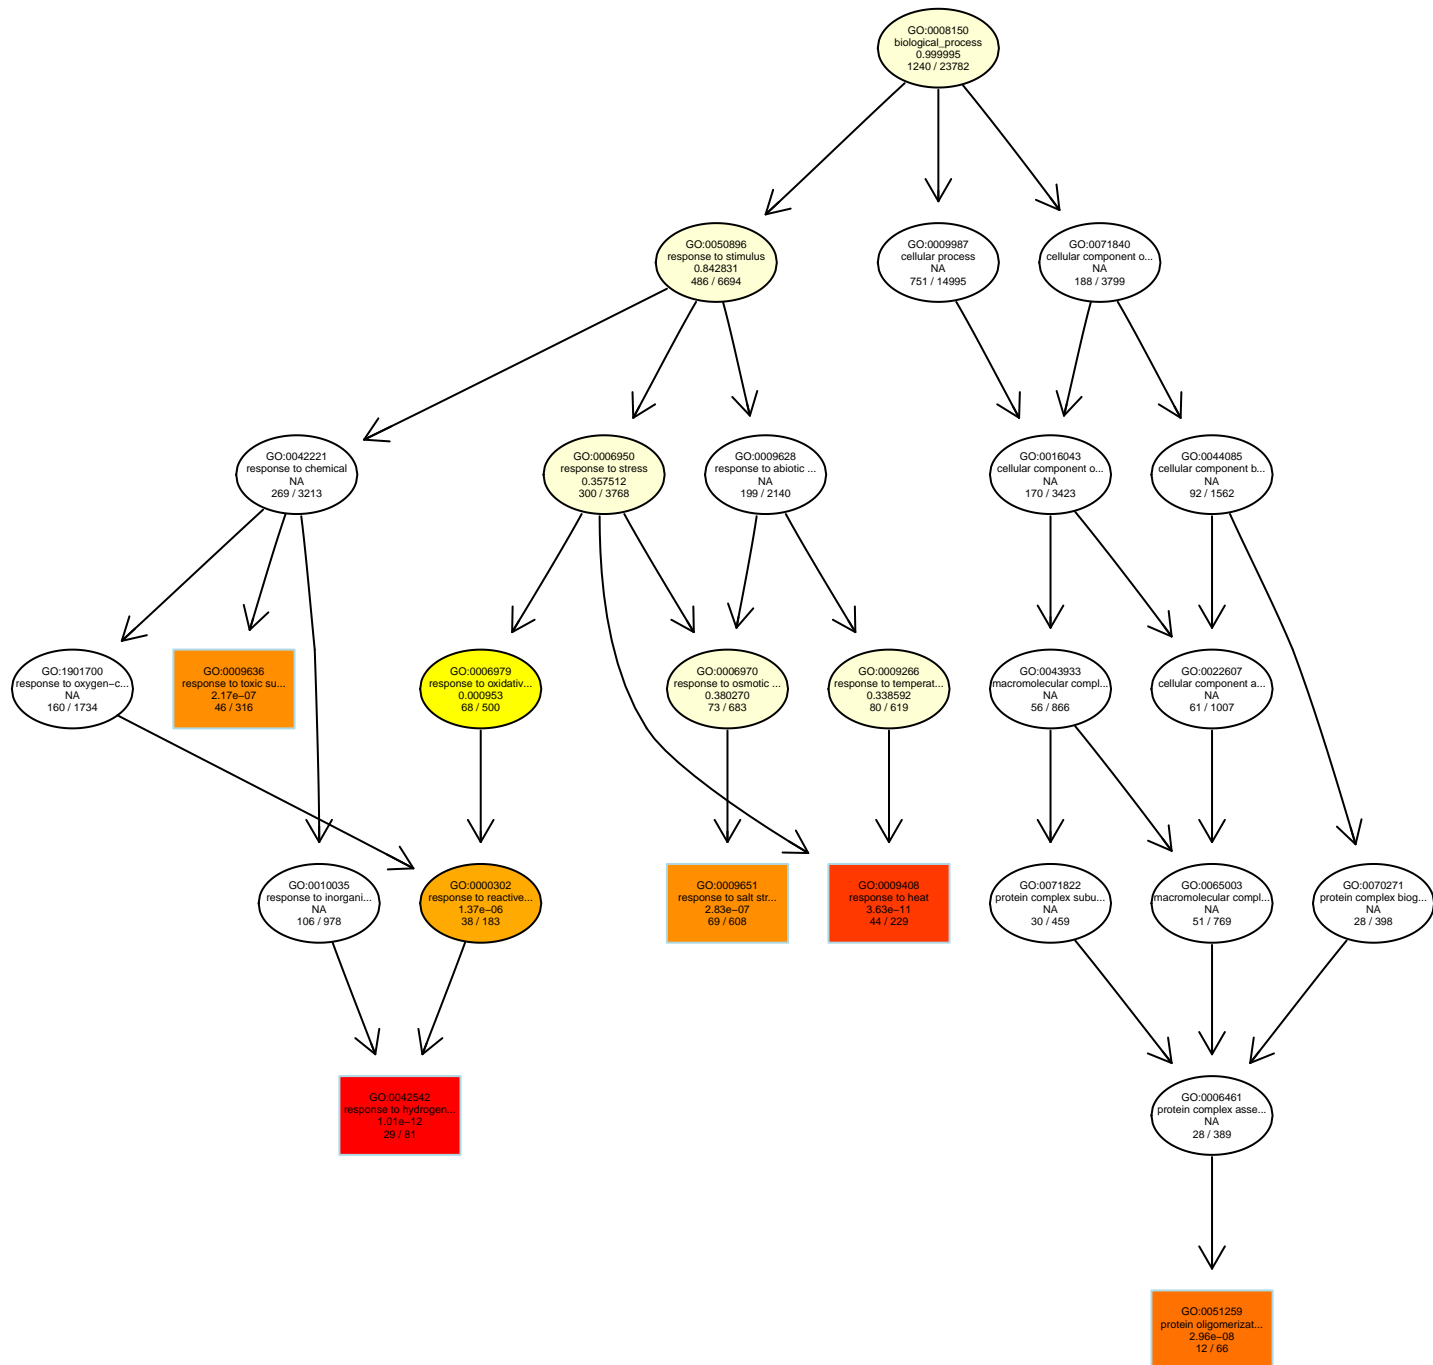 GO:0008150
biological_process
0.999995
1240 / 23782
GO:0050896
response to stimulus
0.842831
486 / 6694
GO:0009987
cellular process
NA
751 / 14995
GO:0071840
cellular component o...
NA
188 / 3799
GO:0042221
response to chemical
NA
269 / 3213
GO:0006950
response to stress
0.357512
300 / 3768
GO:0009628
response to abiotic ...
NA
199 / 2140
GO:0016043
cellular component o...
NA
170 / 3423
GO:0044085
cellular component b...
NA
92 / 1562
GO:1901700
response to oxygen−c...
NA
160 / 1734
GO:0009636
response to toxic su...
2.17e−07
46 / 316
GO:0006979
response to oxidativ...
0.000953
68 / 500
GO:0006970
response to osmotic ...
0.380270
73 / 683
GO:0009266
response to temperat...
0.338592
80 / 619
GO:0043933
macromolecular compl...
NA
56 / 866
GO:0022607
cellular component a...
NA
61 / 1007
GO:0010035
response to inorgani...
NA
106 / 978
GO:0000302
response to reactive...
1.37e−06
38 / 183
GO:0009651
response to salt str...
2.83e−07
69 / 608
GO:0009408
response to heat
3.63e−11
44 / 229
GO:0071822
protein complex subu...
NA
30 / 459
GO:0065003
macromolecular compl...
NA
51 / 769
GO:0070271
protein complex biog...
NA
28 / 398
GO:0042542
response to hydrogen...
1.01e−12
29 / 81
GO:0006461
protein complex asse...
NA
28 / 389
GO:0051259
protein oligomerizat...
2.96e−08
12 / 66